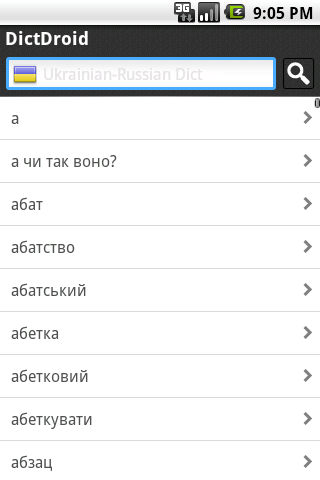 3G 9:05 PM
DictDroid
Ukrainian-Russian Dict
а
а чи так воно?
абат
абатство
абатський
абетка
абетковий
абеткувати
абзац